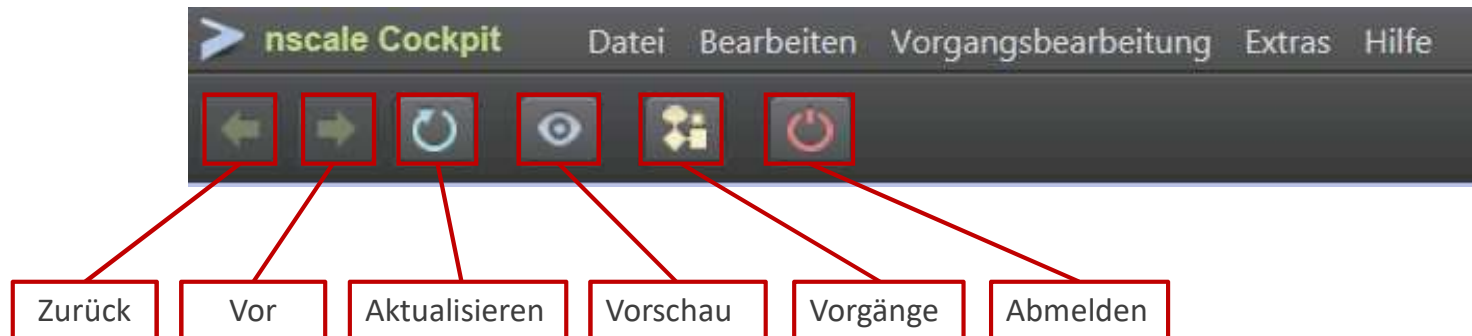 nscale Cockpit Datei Bearbeiten Vorgangsbearbeitung Extras Hilfe
Zurück Vor Aktualisieren Vorschau Vorgänge Abmelden